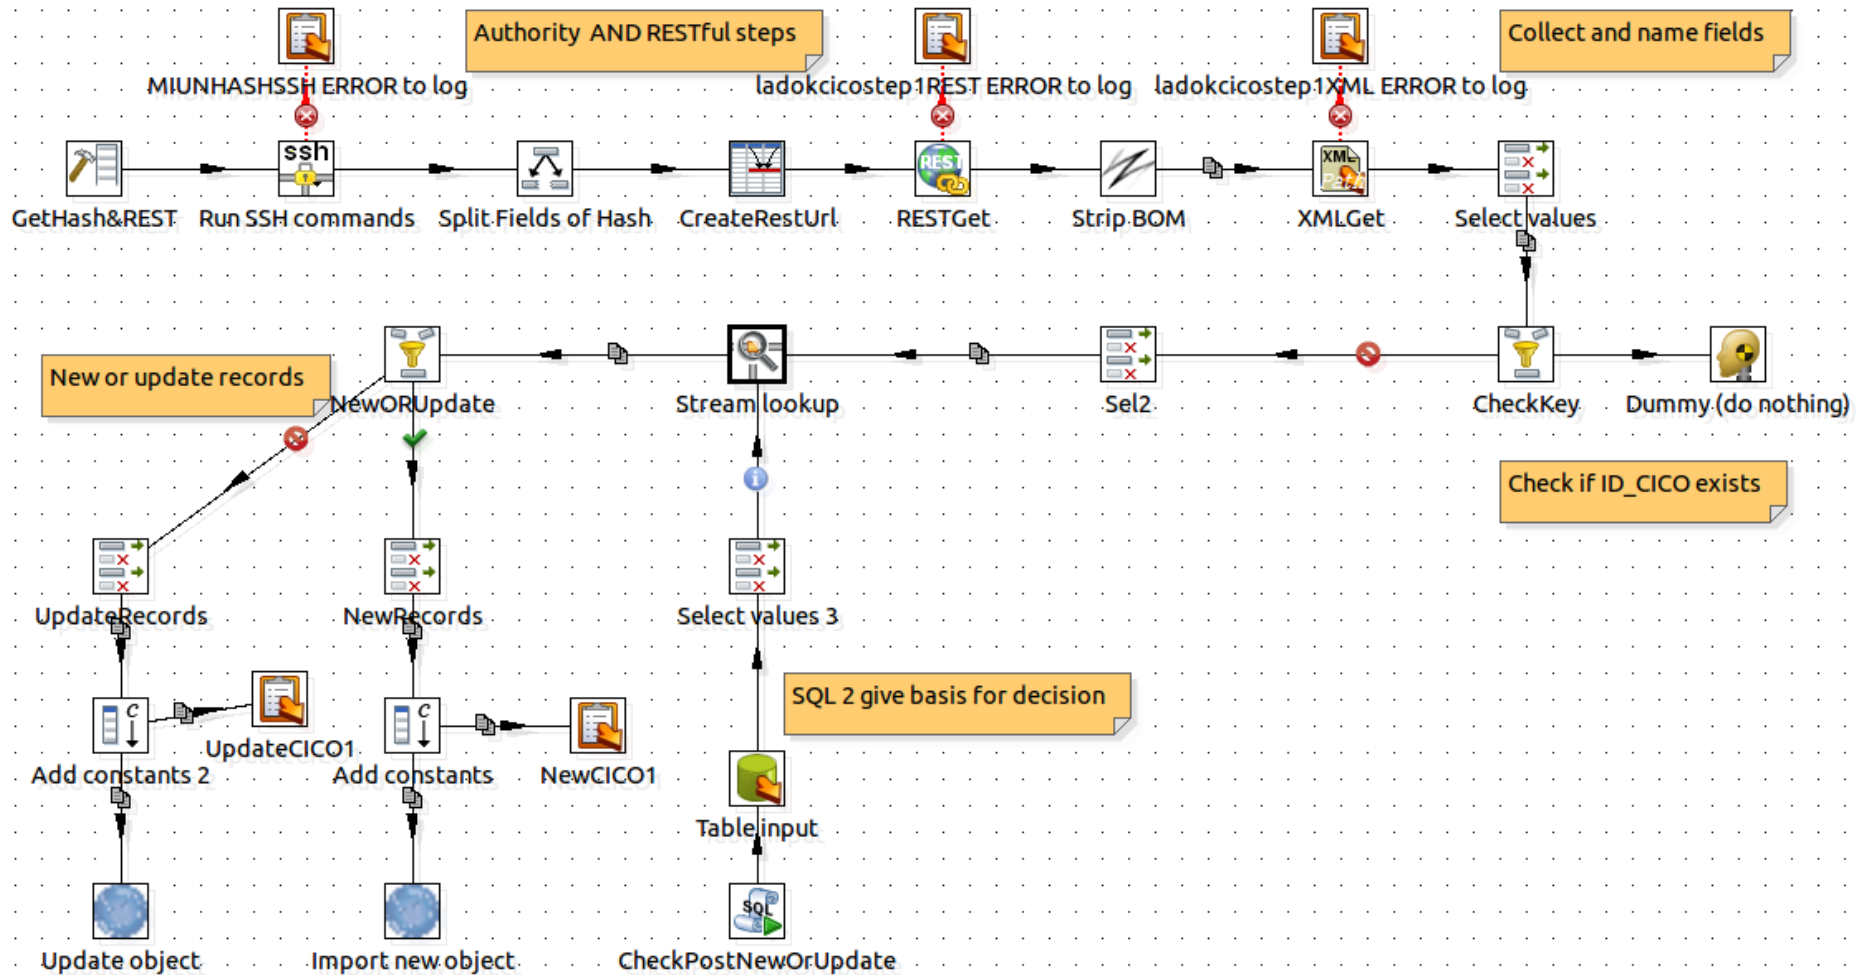 Authority AND RESTful steps
Collect and name fields
MIUNHASHSSH ERROR to log
ladokcicostep1REST ERROR to log
ladokcicostep1XML ERROR to log
ssh
REST
XML
Path
GetHash&REST
Run SSH commands
Split Fields of Hash
CreateRestUrl
RESTGet
Strip BOM
XMLGet
Select values
New or update records
NewORUpdate
Stream lookup
Sel2
CheckKey
Dummy (do nothing)
i
Check if ID_CICO exists
UpdateRecords
NewRecords
Select values 3
SQL 2 give basis for decision
C
C
UpdateCICO1
Add constants 2
Add constants
NewCICO1
Table input
SQL
Update object
Import new object
CheckPostNewOrUpdate